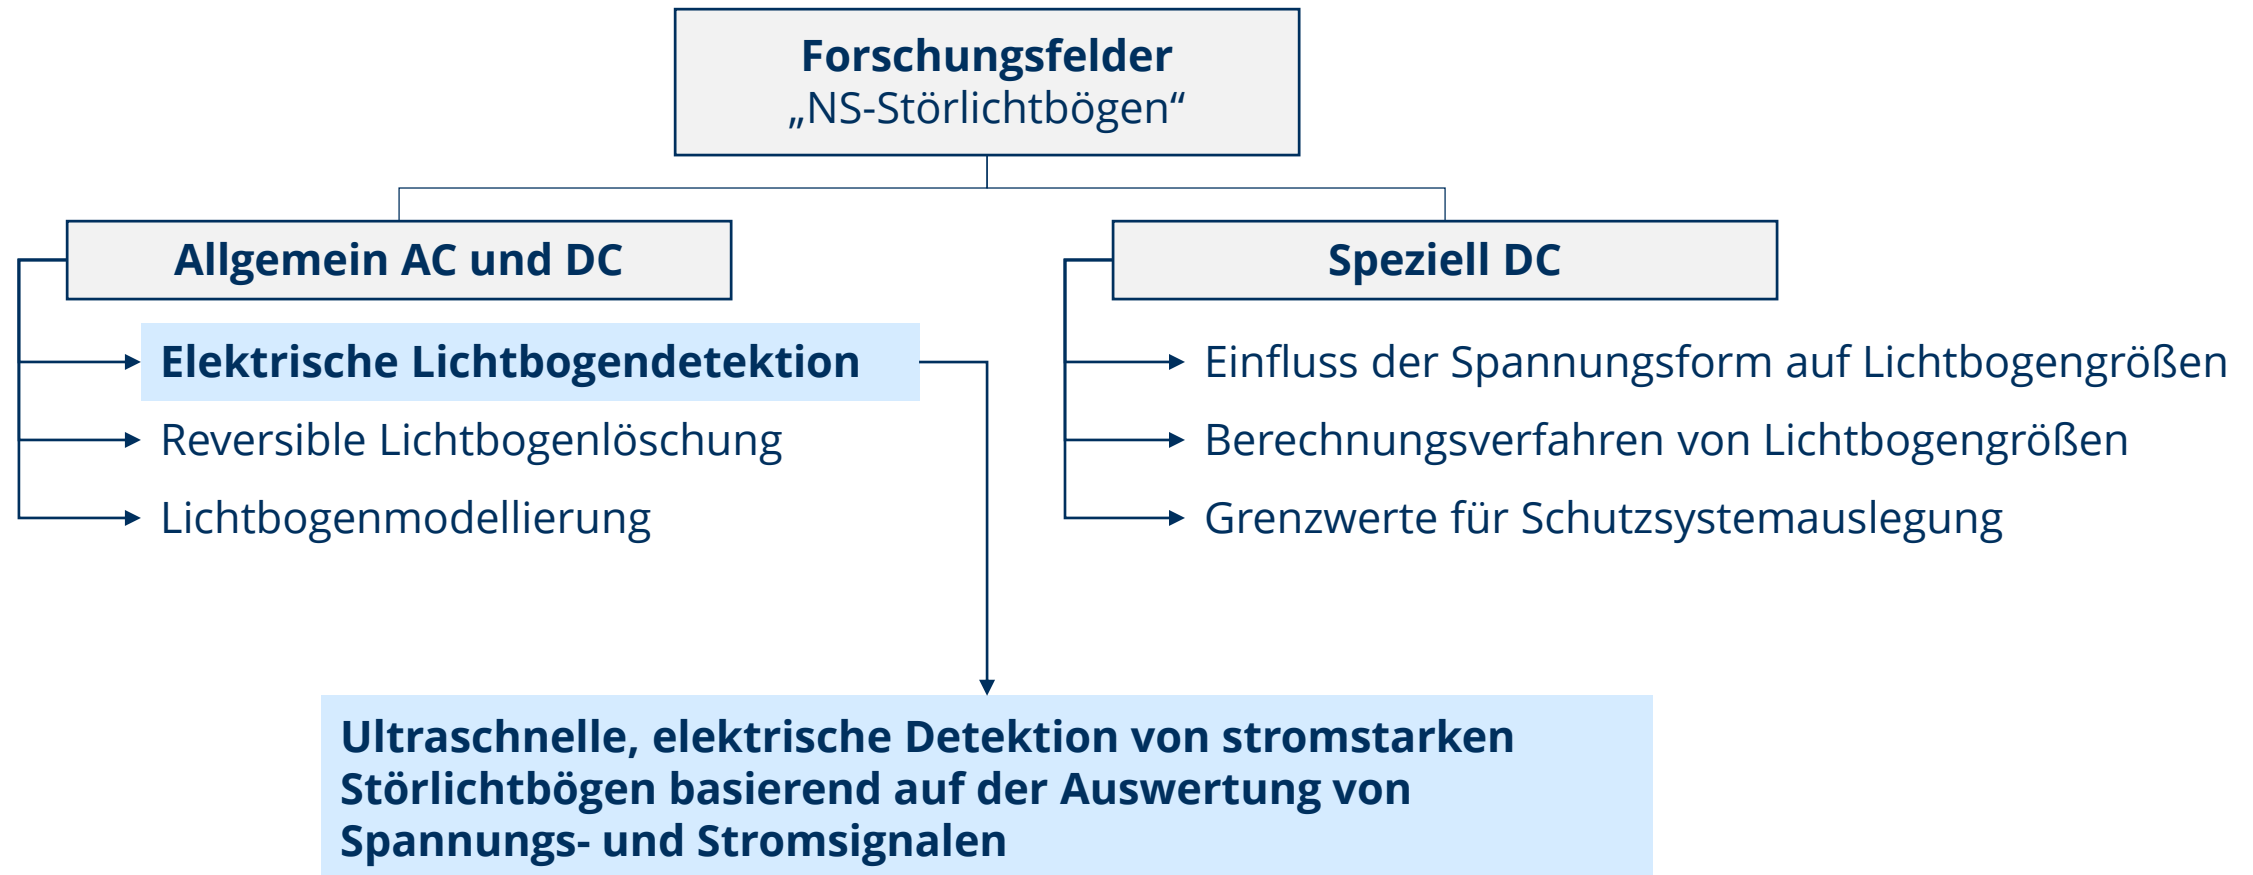 Forschungsfelder
„NS-Störlichtbögen“
Allgemein AC und DC
Elektrische Lichtbogendetektion
Reversible Lichtbogenlöschung
Lichtbogenmodellierung
Speziell DC
Einfluss der Spannungsform auf Lichtbogengrößen
Berechnungsverfahren von Lichtbogengrößen
Grenzwerte für Schutzsystemauslegung
Ultraschnelle, elektrische Detektion von stromstarken
Störlichtbögen basierend auf der Auswertung von
Spannungs- und Stromsignalen